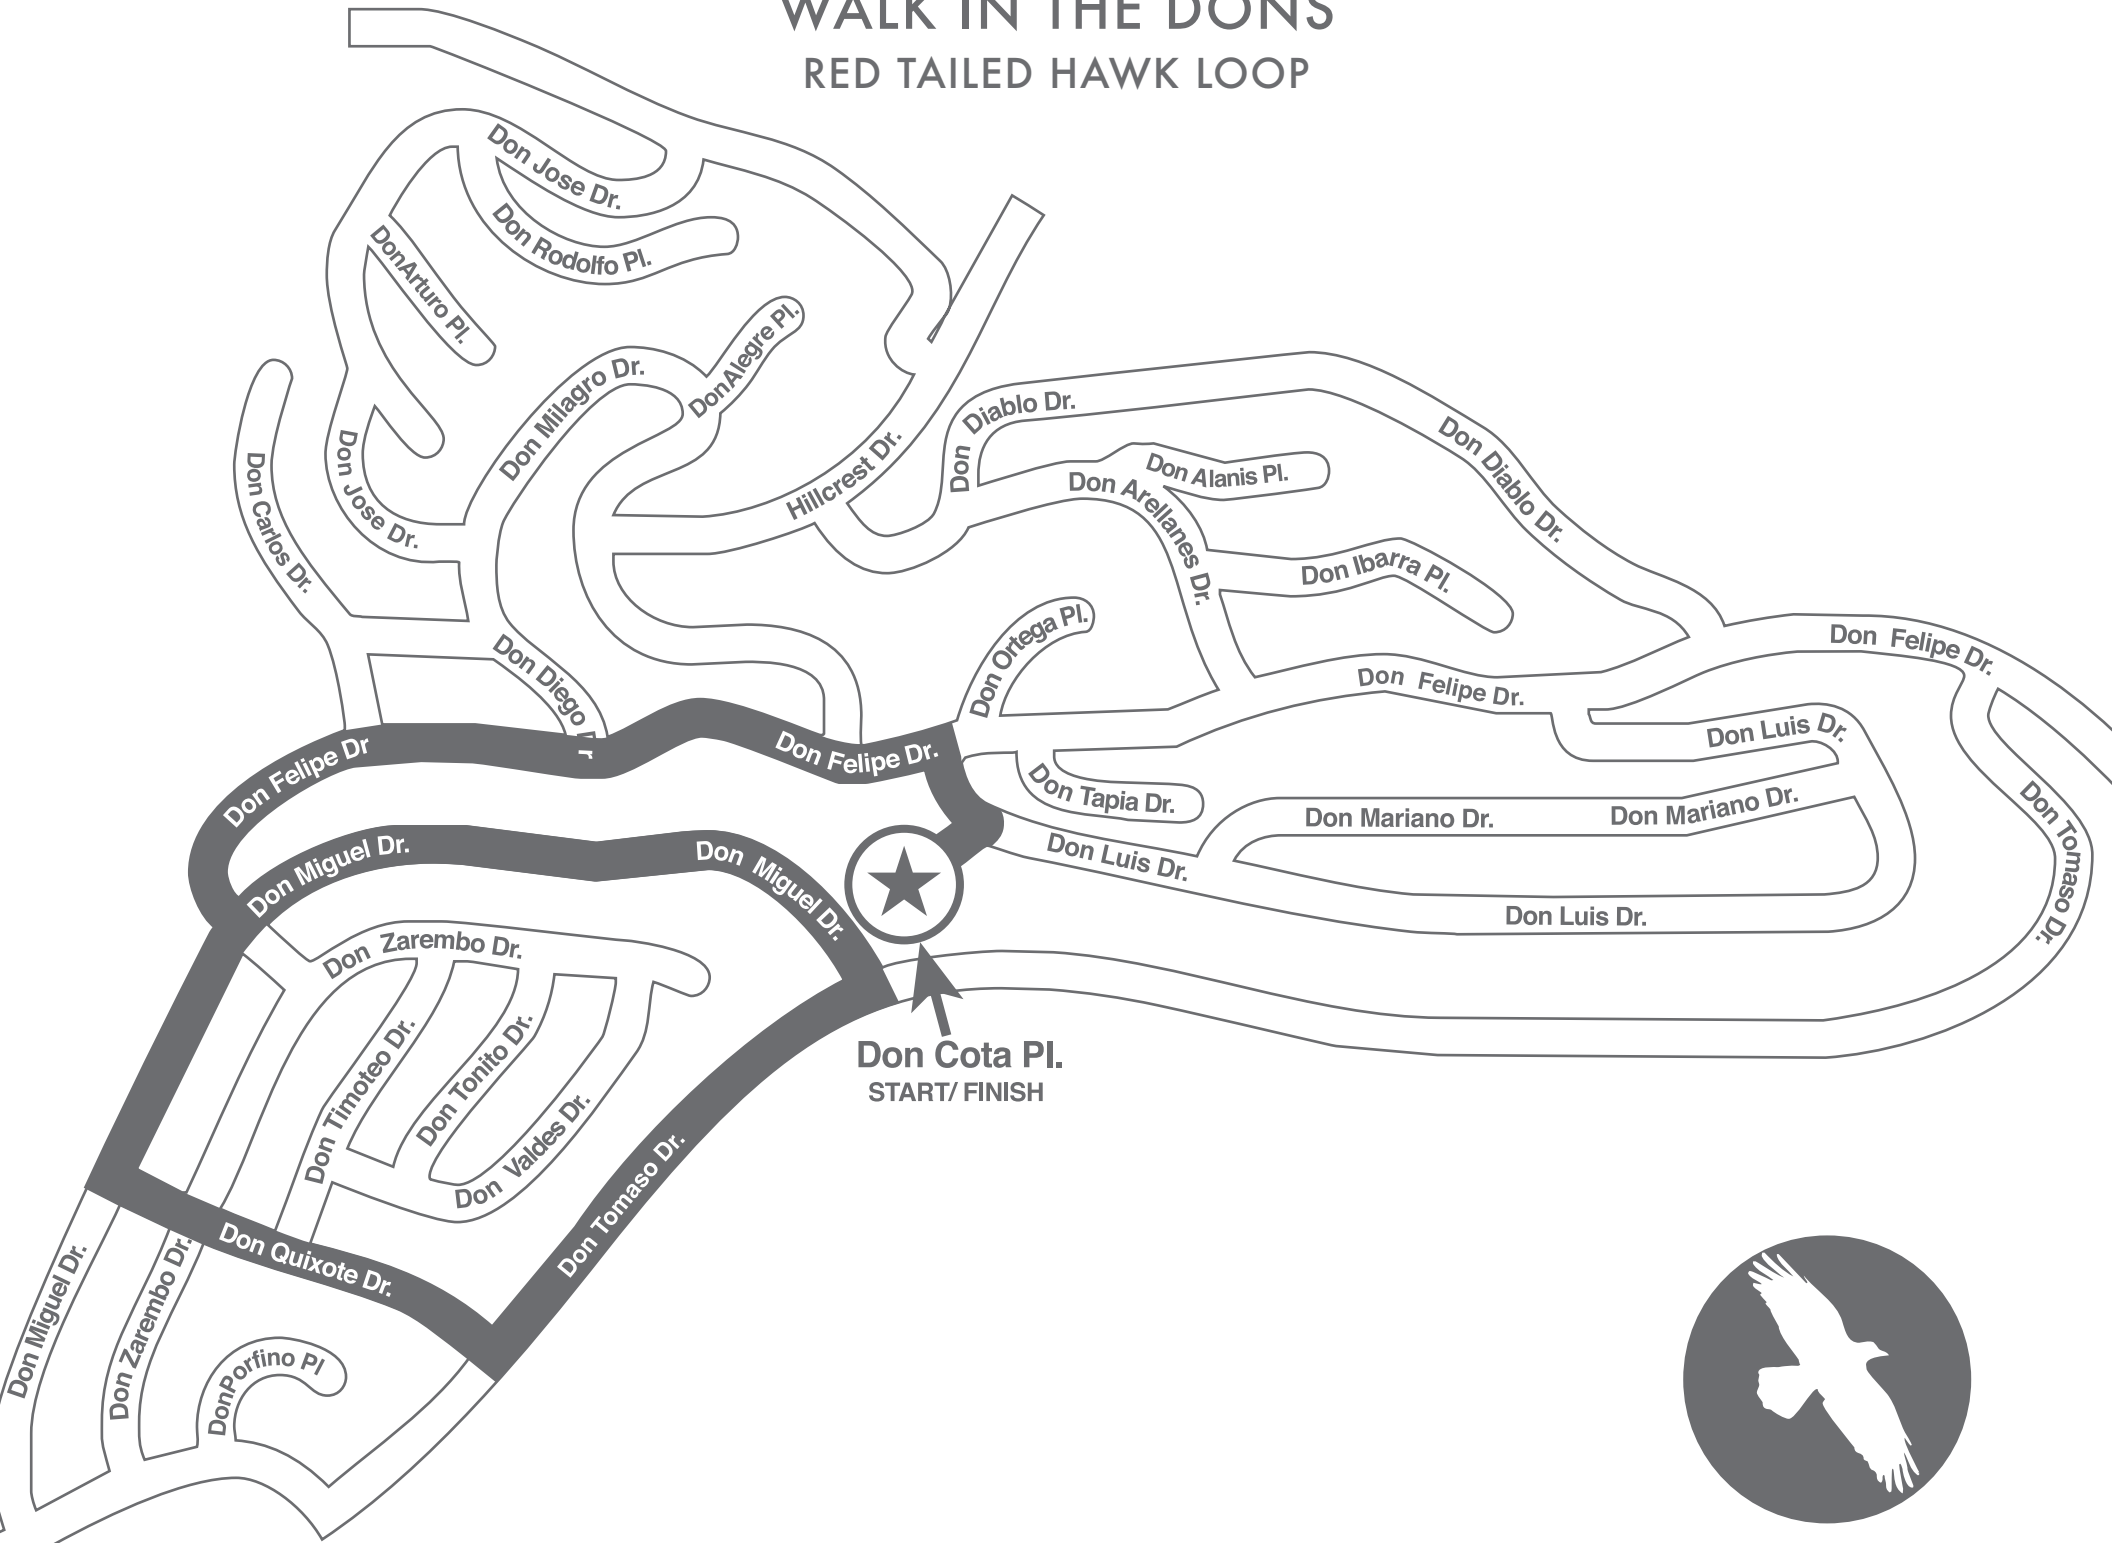 WALK IN THE DONS
RED TAILED HAWK LOOP
Don Jose Dr.
Don Rodolfo Pl.
DonArturo Pl.
DonAlegre Pl.
Don Milagro Dr.
Don Diablo Dr.
Hillcrest Dr.
Don Diablo Dr.
Don Carlos Dr.
Don Jose Dr.
Don Alanis Pl.
Don Arellanes Dr.
Don Ibarra Pl.
Don Ortega Pl.
Don Diego Dr
Don Felipe Dr.
Don Felipe Dr.
Don Luis Dr.
Don Felipe Dr
Don Felipe Dr.
Don Tapia Dr.
Don Mariano Dr.
Don Mariano Dr.
Don Tomaso Dr.
Don Miguel Dr.
Don Miguel Dr.
Don Luis Dr.
Don Luis Dr.
Don Zarembo Dr.
Don Timoteo Dr.
Don Tonito Dr.
Don Valdes Dr.
Don Cota Pl.
START/ FINISH
Don Tomaso Dr.
Don Quixote Dr.
Don Miguel Dr.
Don Zarembo Dr.
DonPorfino Pl